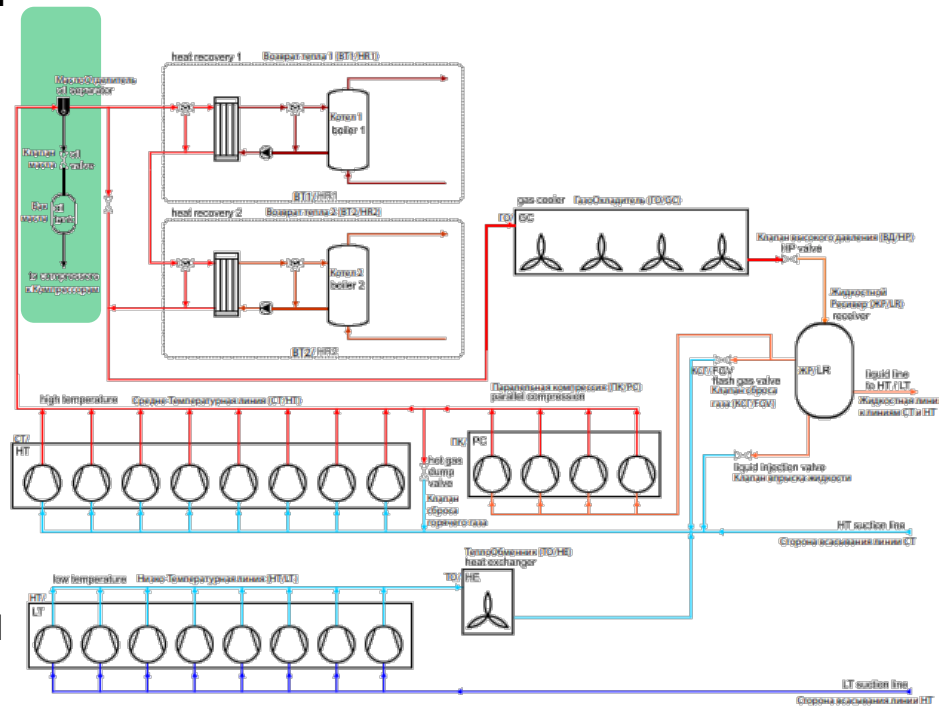 heat recovery 1 Возврат тепла 1 (ВТ1/HR1)
МаслоОтделитель
oil separator
Котел 1
boiler 1
Клапан oil
масла valve
Бак oil
масла
ВТ1/HR1
heat recovery 2 Возврат тепла 2 (ВТ2/HR2)
gas cooler ГазоОхладитель (ГО/GC)
ГО/ GC
Клапан высокого давления (ВД/HP)
HP valve
Котел 2
boiler 2
to compressors
к Компрессорам
Жидкостной
Ресивер (ЖР/LR)
receiver
ВТ2/HR2
КСГ/FGV
flash gas valve
Клапан сброса
газа (КСГ/FGV)
ЖР/LR
liquid line
to HT / LT
Жидкостная лини
к линиям СТ и НТ
high temperature Средне-Температурная линия (СТ/HT)
Паралельная компрессия (ПК/PC)
parallel compression
СТ/
HT
ПК/ PC
hot gas
dump
valve
Клапан
сброса
горячего газа
liquid injection valve
Клапан впрыска жидкости
HT suction line
Сторона всасывания линии СТ
ТеплоОбменник (ТО/HE)
heat exchanger
ТО/ HE
low temperature Низко-Температурная линия (НТ/LT)
НТ/
LT
LT suction line
Сторона всасывания линии НТ